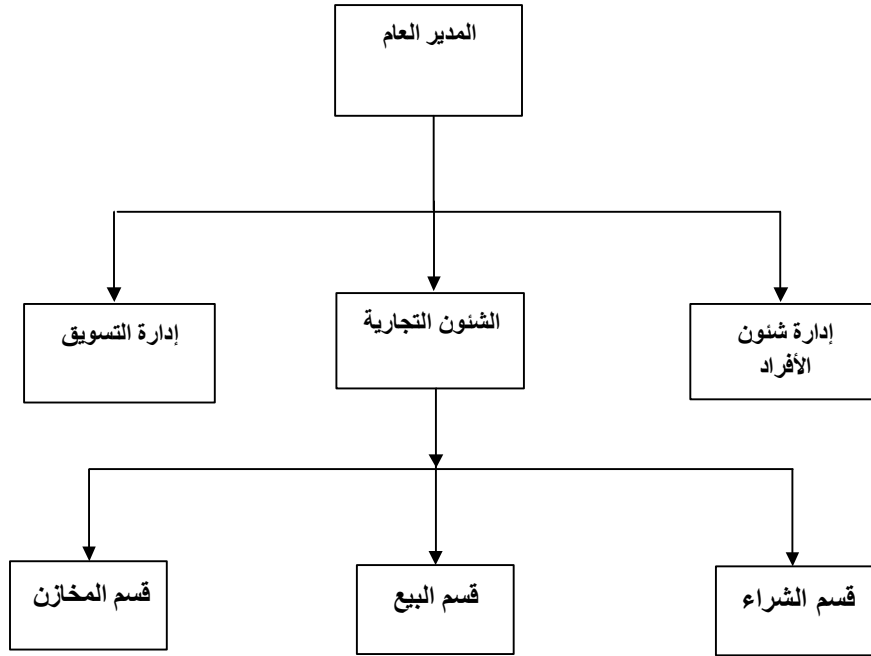 المدير العام
إدارة شئون
الأفراد
الشئون التجارية
إدارة التسويق
قسم الشراء
قسم البيع
قسم المخازن